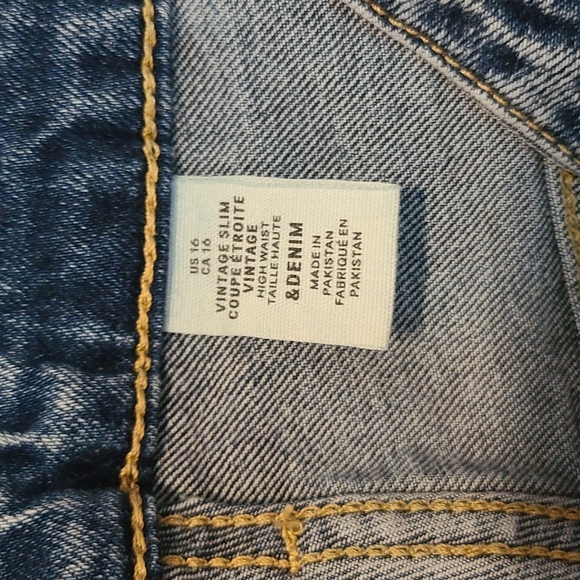 US 16
CA 16
VINTAGE SLIM
COUPE ÉTROITE
VINTAGE
HIGH WAIST
TAILLE HAUTE
&DENIM
MADE IN
PAKISTAN
FABRIQUÉ EN
PAKISTAN